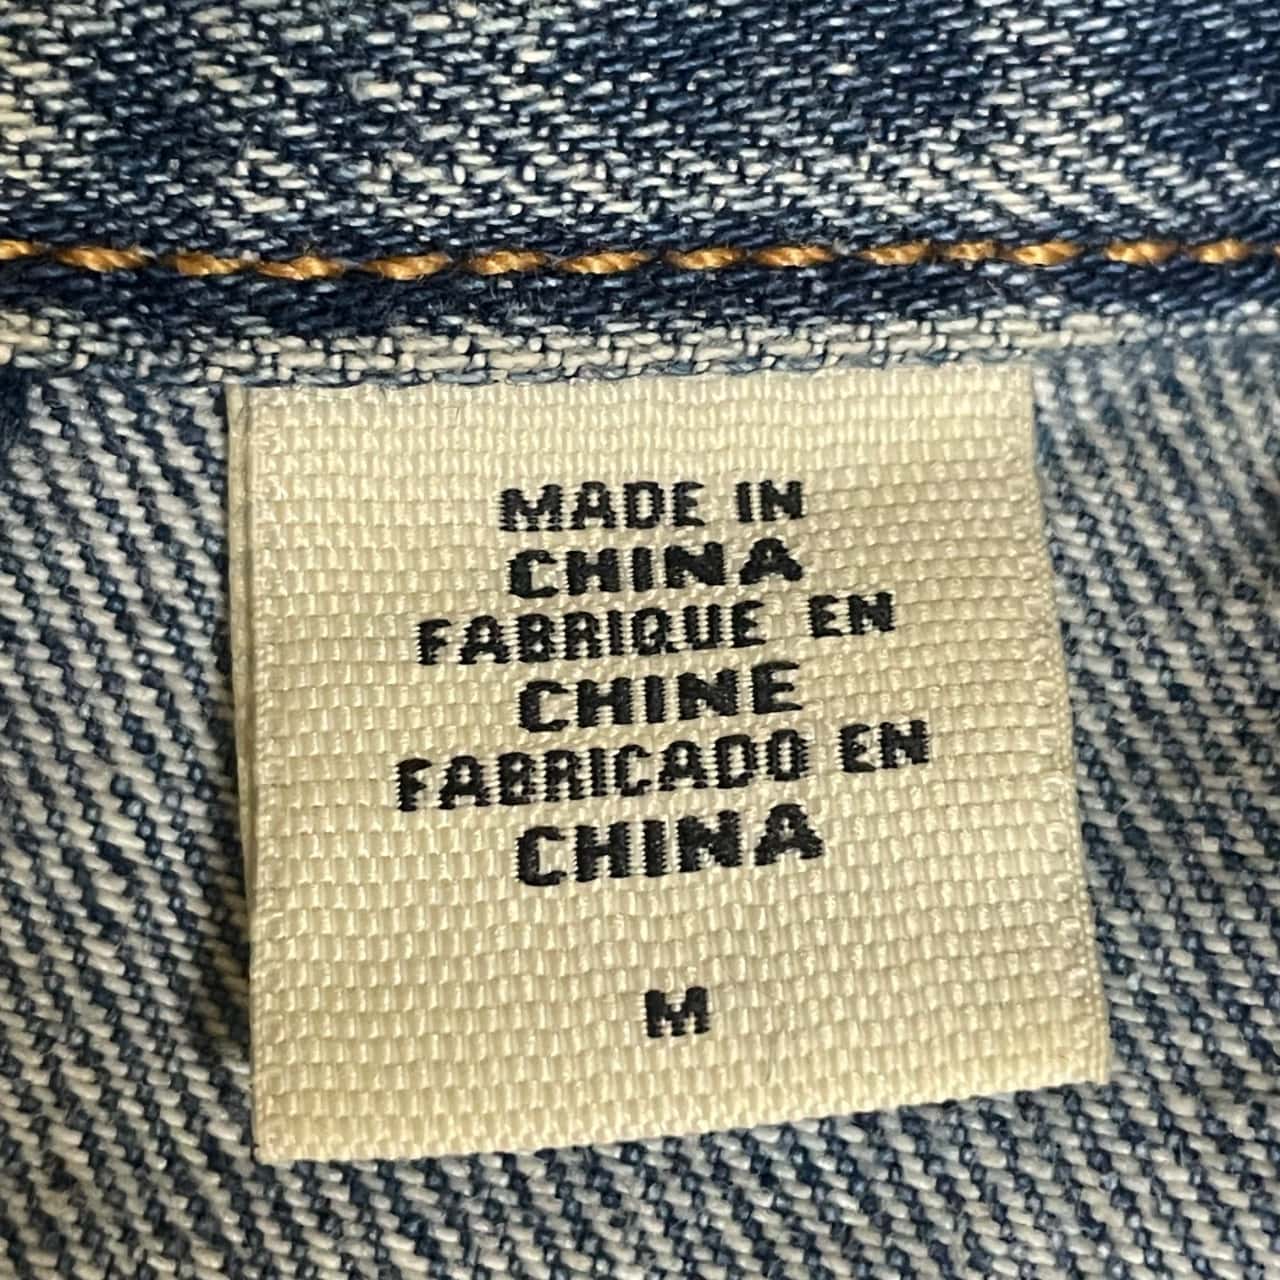 MADE IN
CHINA
FABRIQUE EN
CHINE
FABRICADO EN
CHINA
M